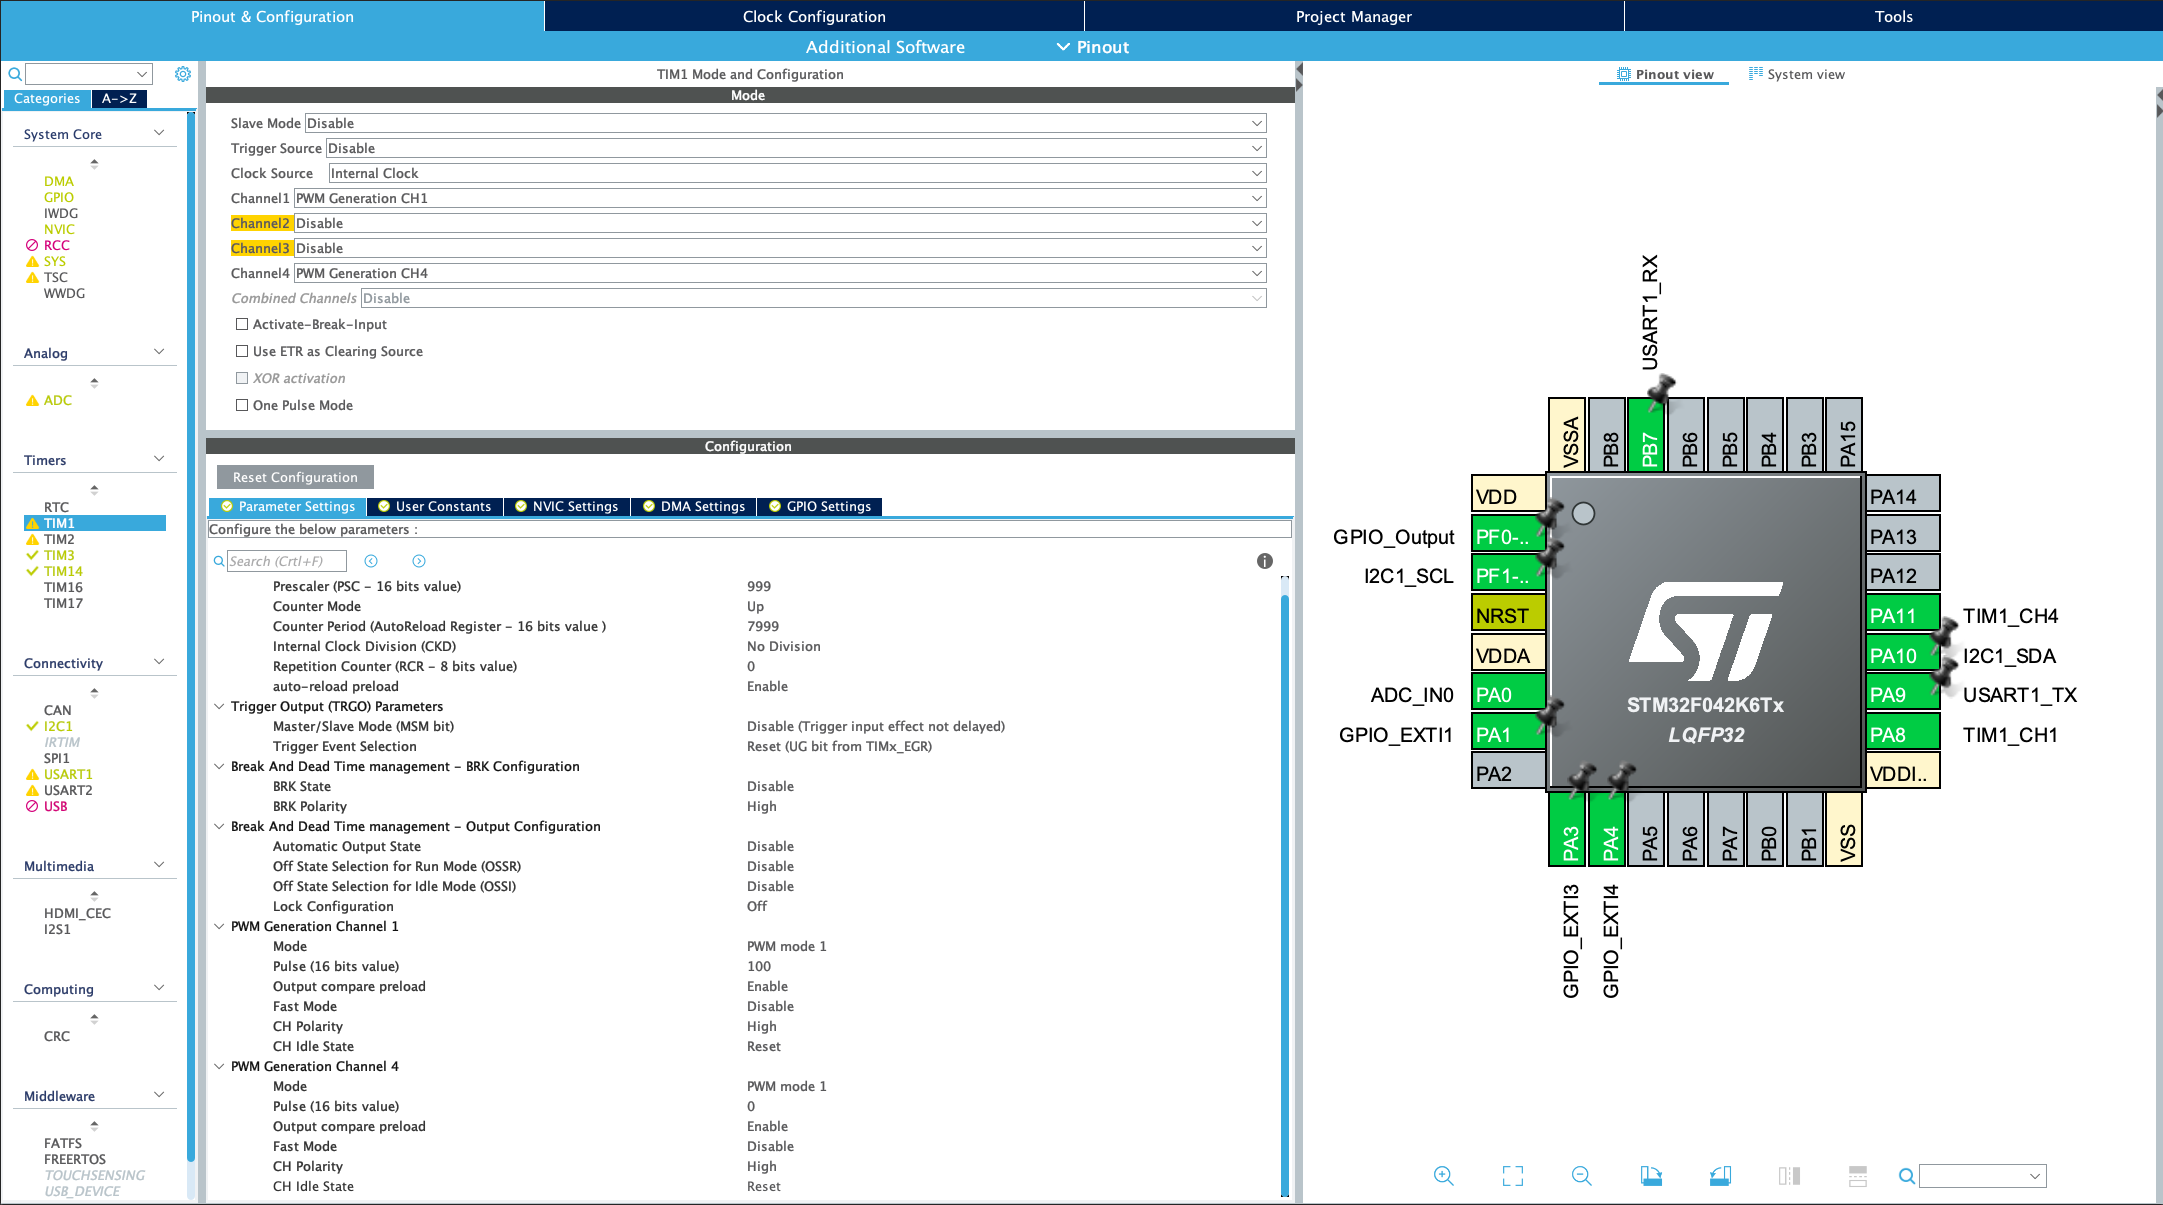 Pinout & Configuration
Clock Configuration
Project Manager
Tools
Additional Software
Pinout
Categories
A->Z
System Core
DMA
GPIO
IWDG
NVIC
RCC
SYS
TSC
WWDG
Analog
ADC
Timers
RTC
TIM1
TIM2
TIM3
TIM14
TIM16
TIM17
Connectivity
CAN
I2C1
IRTIM
SPI1
USART1
USART2
USB
Multimedia
HDMI_CEC
I2S1
Computing
CRC
Middleware
FATFS
FREERTOS
TOUCHSENSING
USB_DEVICE
TIM1 Mode and Configuration
Mode
Slave Mode Disable
Trigger Source Disable
Clock Source Internal Clock
Channel1 PWM Generation CH1
Channel2 Disable
Channel3 Disable
Channel4 PWM Generation CH4
Combined Channels Disable
Activate-Break-Input
Use ETR as Clearing Source
XOR activation
One Pulse Mode
Configuration
Reset Configuration
Parameter Settings
User Constants
NVIC Settings
DMA Settings
GPIO Settings
Configure the below parameters :
Search (Crtl+F)
Prescaler (PSC - 16 bits value) 999
Counter Mode Up
Counter Period (AutoReload Register - 16 bits value ) 7999
Internal Clock Division (CKD) No Division
Repetition Counter (RCR - 8 bits value) 0
auto-reload preload Enable
Trigger Output (TRGO) Parameters
Master/Slave Mode (MSM bit) Disable (Trigger input effect not delayed)
Trigger Event Selection Reset (UG bit from TIMx_EGR)
Break And Dead Time management - BRK Configuration
BRK State Disable
BRK Polarity High
Break And Dead Time management - Output Configuration
Automatic Output State Disable
Off State Selection for Run Mode (OSSR) Disable
Off State Selection for Idle Mode (OSSI) Disable
Lock Configuration Off
PWM Generation Channel 1
Mode PWM mode 1
Pulse (16 bits value) 100
Output compare preload Enable
Fast Mode Disable
CH Polarity High
CH Idle State Reset
PWM Generation Channel 4
Mode PWM mode 1
Pulse (16 bits value) 0
Output compare preload Enable
Fast Mode Disable
CH Polarity High
CH Idle State Reset
Pinout view
System view
USART1_RX
VSSA
PB8
PB7
PB6
PB5
PB4
PB3
PA15
VDD
GPIO_Output PF0-..
I2C1_SCL PF1-..
NRST
VDDA
ADC_IN0 PA0
GPIO_EXTI1 PA1
PA2
PA14
PA13
PA12
PA11 TIM1_CH4
PA10 I2C1_SDA
PA9 USART1_TX
PA8 TIM1_CH1
VDDI..
ST
STM32F042K6Tx
LQFP32
PA3
PA4
PA5
PA6
PA7
PB0
PB1
VSS
GPIO_EXTI3
GPIO_EXTI4